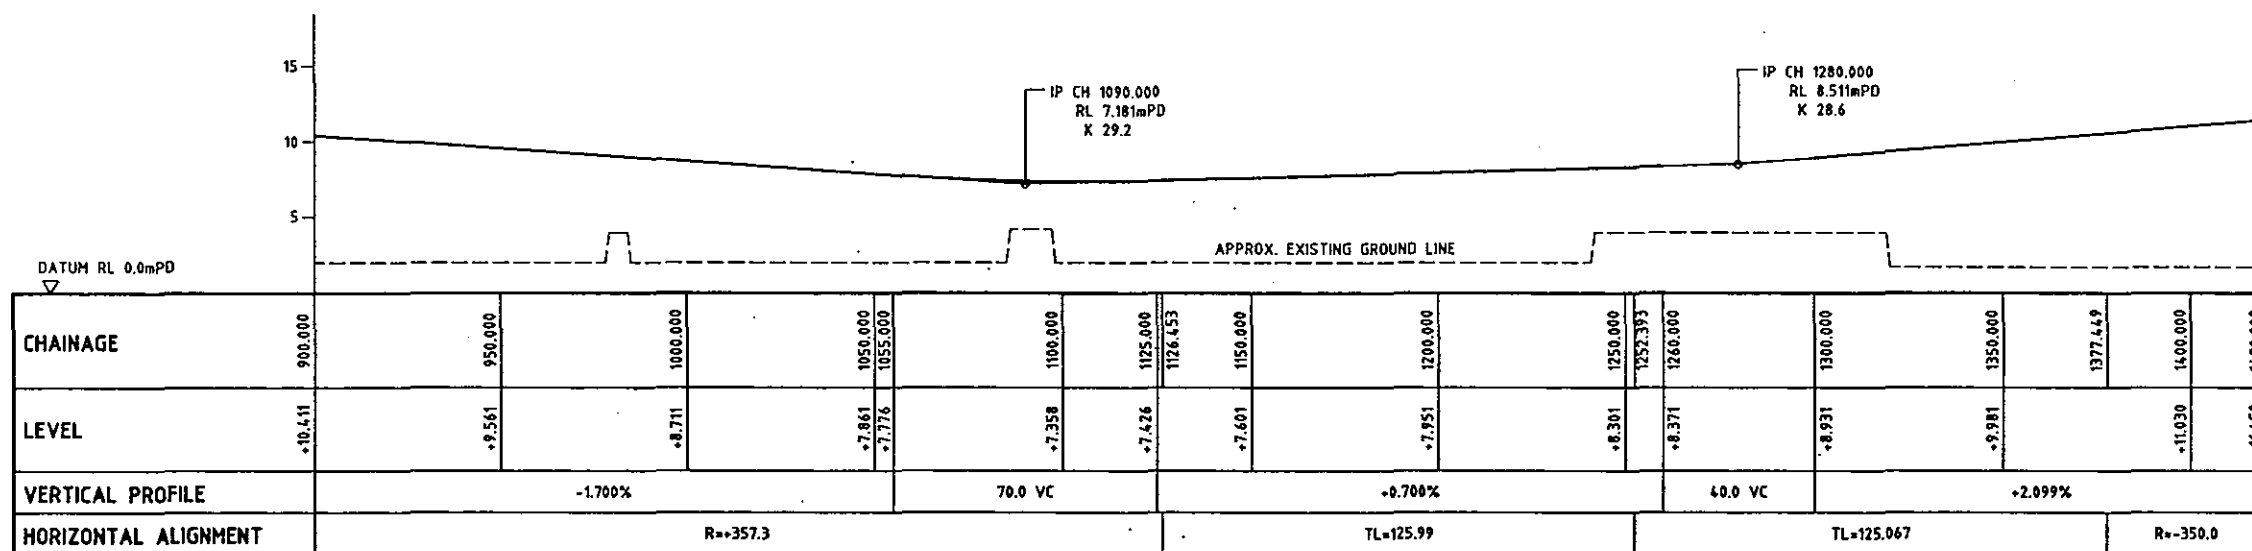 15
10
5
IP CH 1090.000
RL 7.181mPD
K 29.2
IP CH 1280.000
RL 8.511mPD
K 28.6
APPROX. EXISTING GROUND LINE
DATUM RL 0.0mPD
CHAINAGE 900.000 950.000 1000.000 1050.000 1055.000 1100.000 1125.000 1126.453 1150.000 1200.000 1250.000 1252.393 1260.000 1300.000 1350.000 1377.449 1400.000
LEVEL +10.411 +9.561 +8.711 +7.861 +7.776 +7.358 +7.426 +7.601 +7.951 +8.301 +8.371 +8.931 +9.981 +11.030
VERTICAL PROFILE -1.700% 70.0 VC +0.700% 40.0 VC +2.099%
HORIZONTAL ALIGNMENT R=+357.3 TL=125.99 TL=125.067 R=-350.0